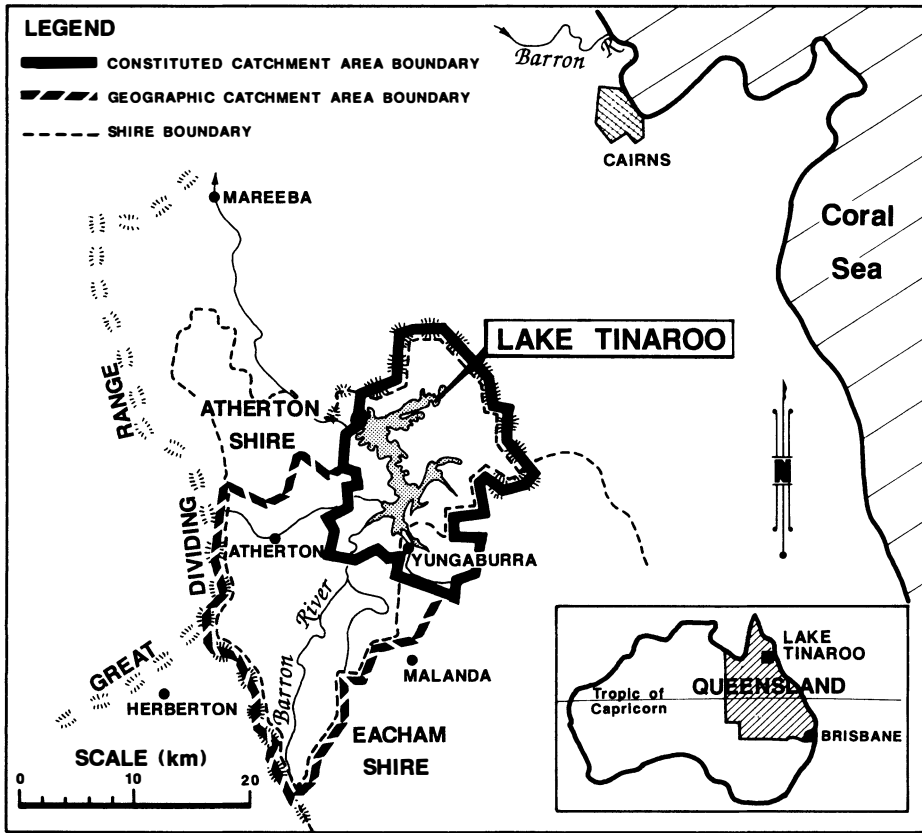 LEGEND
CONSTITUTED CATCHMENT AREA BOUNDARY
GEOGRAPHIC CATCHMENT AREA BOUNDARY
SHIRE BOUNDARY
Barron R
CAIRNS
MAREEBA
Coral
Sea
LAKE TINAROO
RANGE
ATHERTON
SHIRE
N
DIVIDING
ATHERTON
YUNGABURRA
River
Barron
GREAT
MALANDA
HERBERTON
EACHAM
SHIRE
SCALE (km)
0 10 20
LAKE
TINAROO
QUEENSLAND
Tropic of
Capricorn
BRISBANE